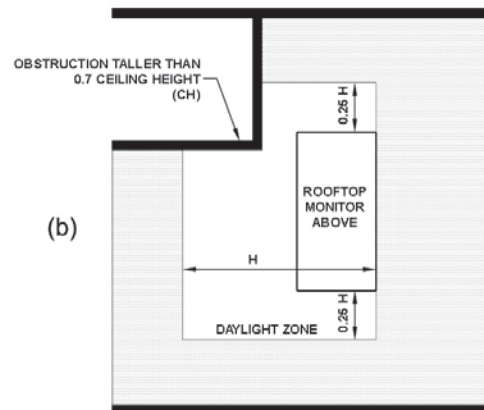 OBSTRUCTION TALLER THAN
0.7 CEILING HEIGHT
(CH)
0.25 H
ROOFTOP
MONITOR
ABOVE
(b)
H
0.25 H
DAYLIGHT ZONE